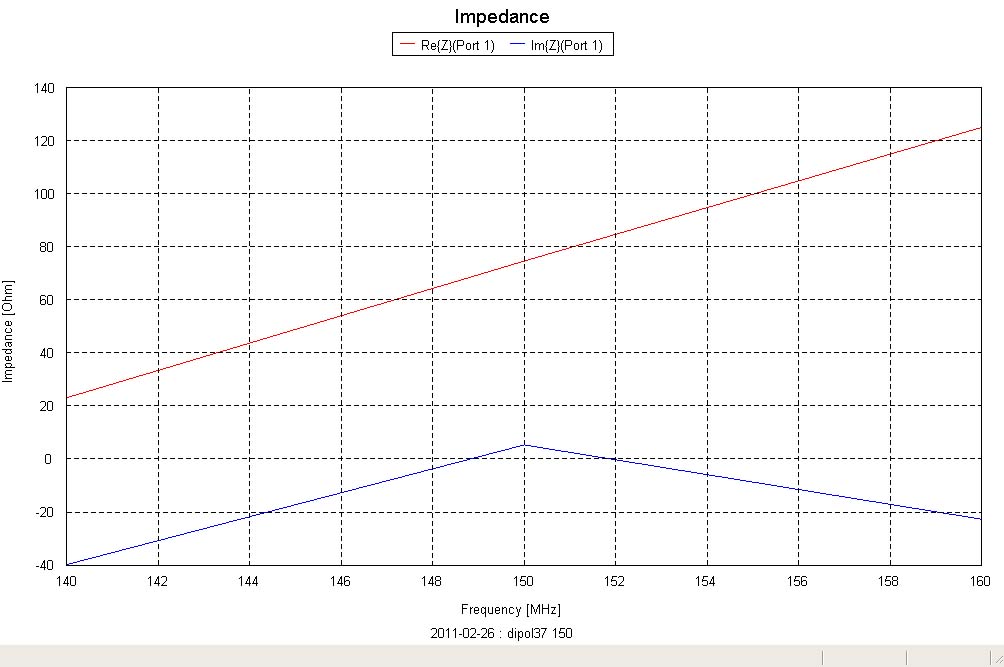 Impedance
Re{Z}(Port 1) Im{Z}(Port 1)
140
120
100
80
60
40
20
0
-20
-40
Impedance [Ohm]
140 142 144 146 148 150 152 154 156 158 160
Frequency [MHz]
2011-02-26 : dipol37 150